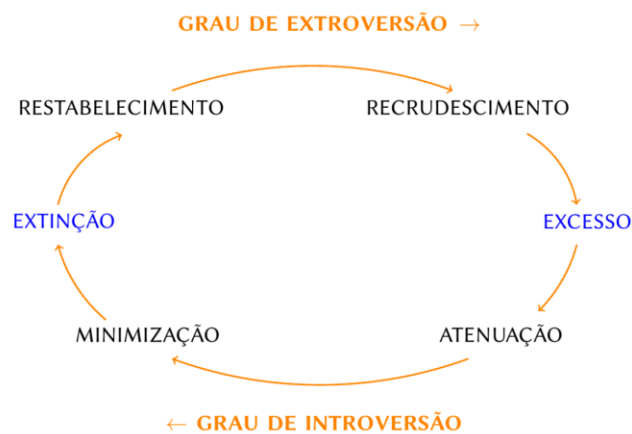 GRAU DE EXTROVERSÃO →
RESTABELECIMENTO
RECRUDESCIMENTO
EXTINÇÃO
EXCESSO
MINIMIZAÇÃO
ATENUAÇÃO
← GRAU DE INTROVERSÃO